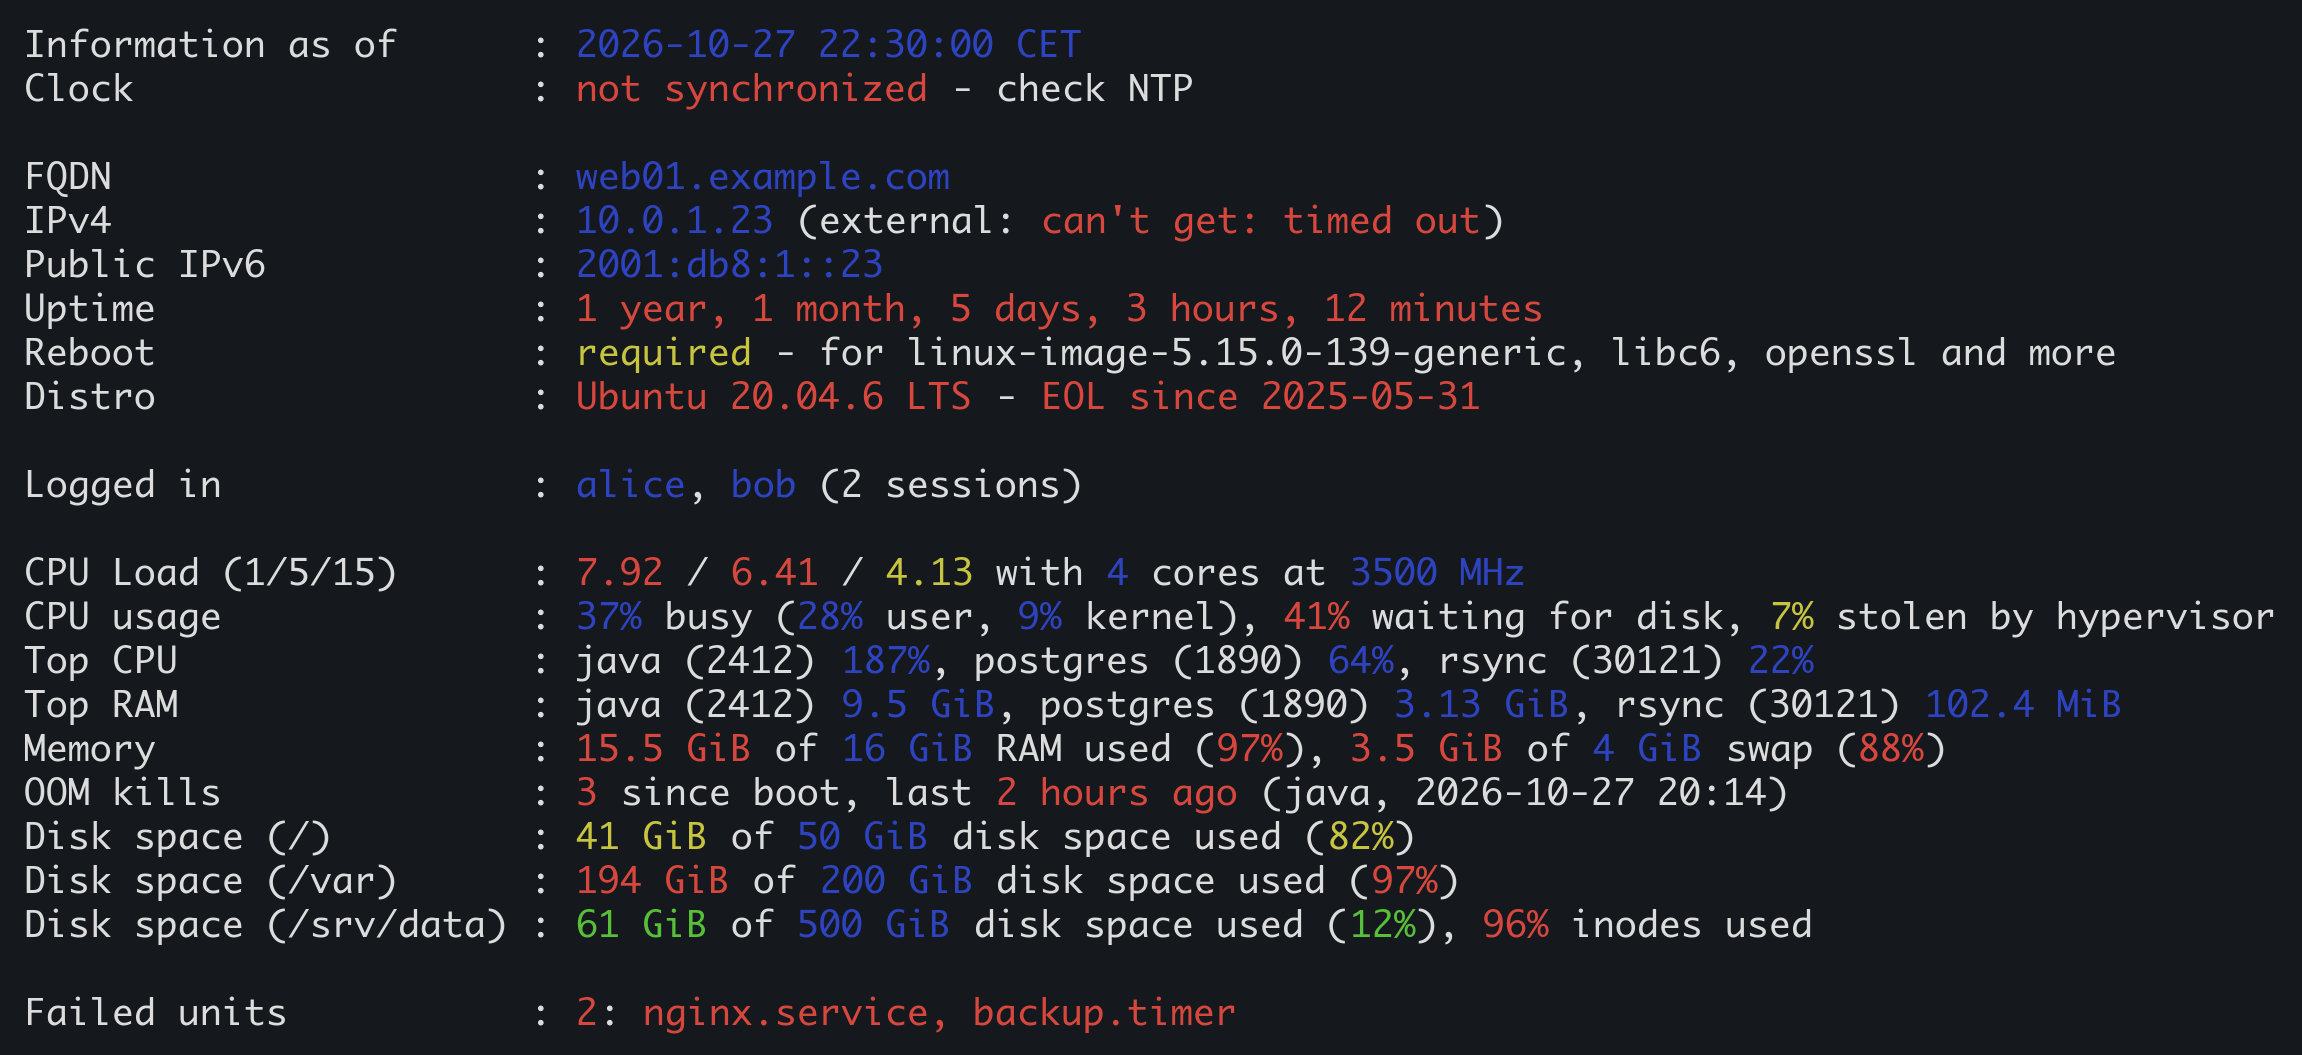 Information as of : 2026-10-27 22:30:00 CET
Clock : not synchronized - check NTP
FQDN : web01.example.com
IPv4 : 10.0.1.23 (external: can't get: timed out)
Public IPv6 : 2001:db8:1::23
Uptime : 1 year, 1 month, 5 days, 3 hours, 12 minutes
Reboot : required - for linux-image-5.15.0-139-generic, libc6, openssl and more
Distro : Ubuntu 20.04.6 LTS - EOL since 2025-05-31
Logged in : alice, bob (2 sessions)
CPU Load (1/5/15) : 7.92 / 6.41 / 4.13 with 4 cores at 3500 MHz
CPU usage : 37% busy (28% user, 9% kernel), 41% waiting for disk, 7% stolen by hypervisor
Top CPU : java (2412) 187%, postgres (1890) 64%, rsync (30121) 22%
Top RAM : java (2412) 9.5 GiB, postgres (1890) 3.13 GiB, rsync (30121) 102.4 MiB
Memory : 15.5 GiB of 16 GiB RAM used (97%), 3.5 GiB of 4 GiB swap (88%)
OOM kills : 3 since boot, last 2 hours ago (java, 2026-10-27 20:14)
Disk space (/) : 41 GiB of 50 GiB disk space used (82%)
Disk space (/var) : 194 GiB of 200 GiB disk space used (97%)
Disk space (/srv/data) : 61 GiB of 500 GiB disk space used (12%), 96% inodes used
Failed units : 2: nginx.service, backup.timer